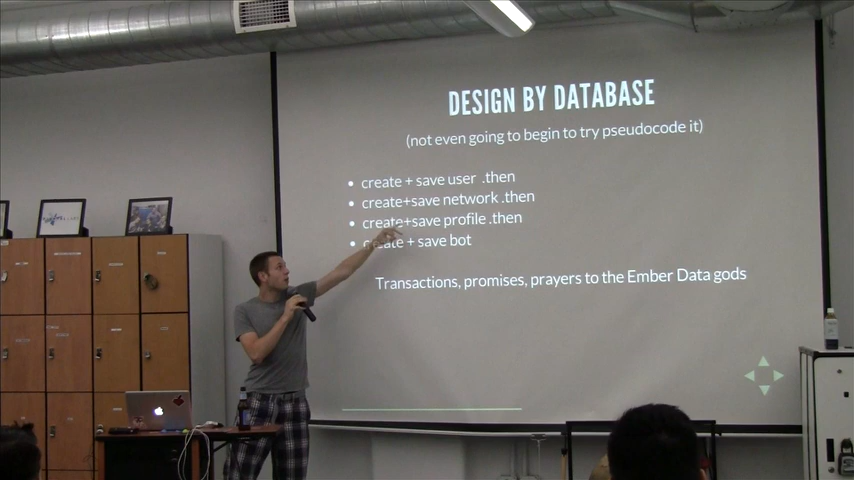 DESIGN BY DATABASE
(not even going to begin to try pseudocode it)
• create + save user .then
• create+save network .then
• create+save profile .then
• create + save bot
Transactions, promises, prayers to the Ember Data gods